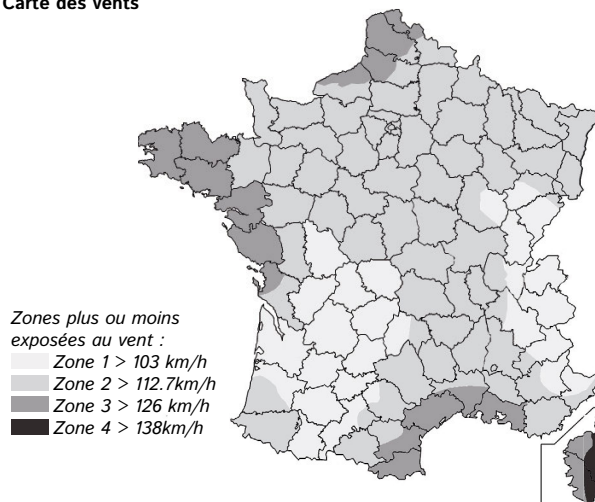 Carte des vents
Zones plus ou moins
exposées au vent :
Zone 1 > 103 km/h
Zone 2 > 112.7km/h
Zone 3 > 126 km/h
Zone 4 > 138km/h